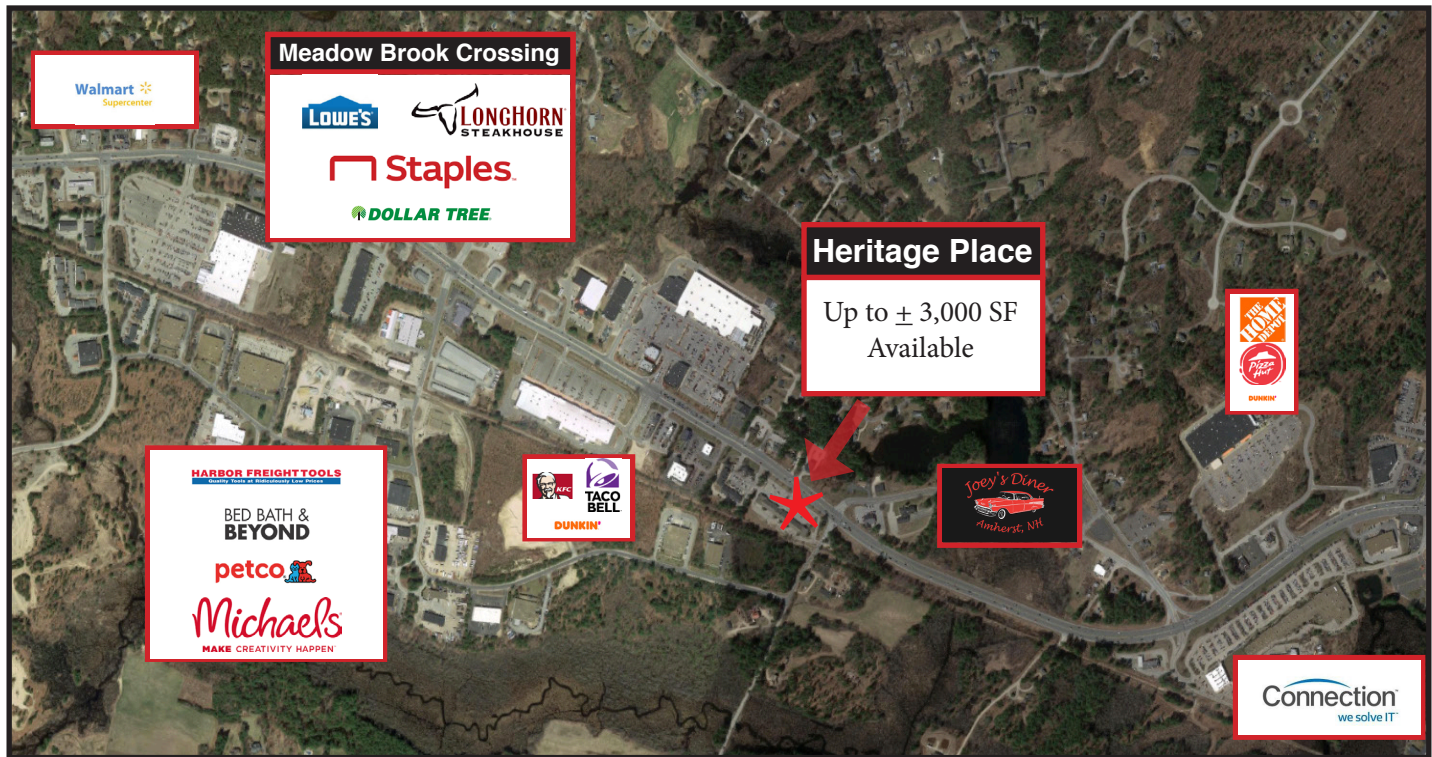 Walmart
Supercenter
Meadow Brook Crossing
LOWE'S
LONGHORN
STEAKHOUSE
Staples
DOLLAR TREE
Heritage Place
Up to ± 3,000 SF
Available
THE
HOME
DEPOT
Pizza
Hut
DUNKIN'
HARBOR FREIGHT TOOLS
Quality Tools at Ridiculously Low Prices
BED BATH &
BEYOND
petco
Michaels
MAKE CREATIVITY HAPPEN
KFC
TACO
BELL
DUNKIN'
Joey's Diner
Amherst, NH
Connection
we solve IT